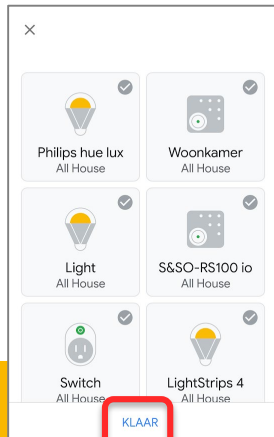 Philips hue lux
All House
Woonkamer
All House
Light
All House
S&SO-RS100 io
All House
Switch
All House
LightStrips 4
All House
KLAAR